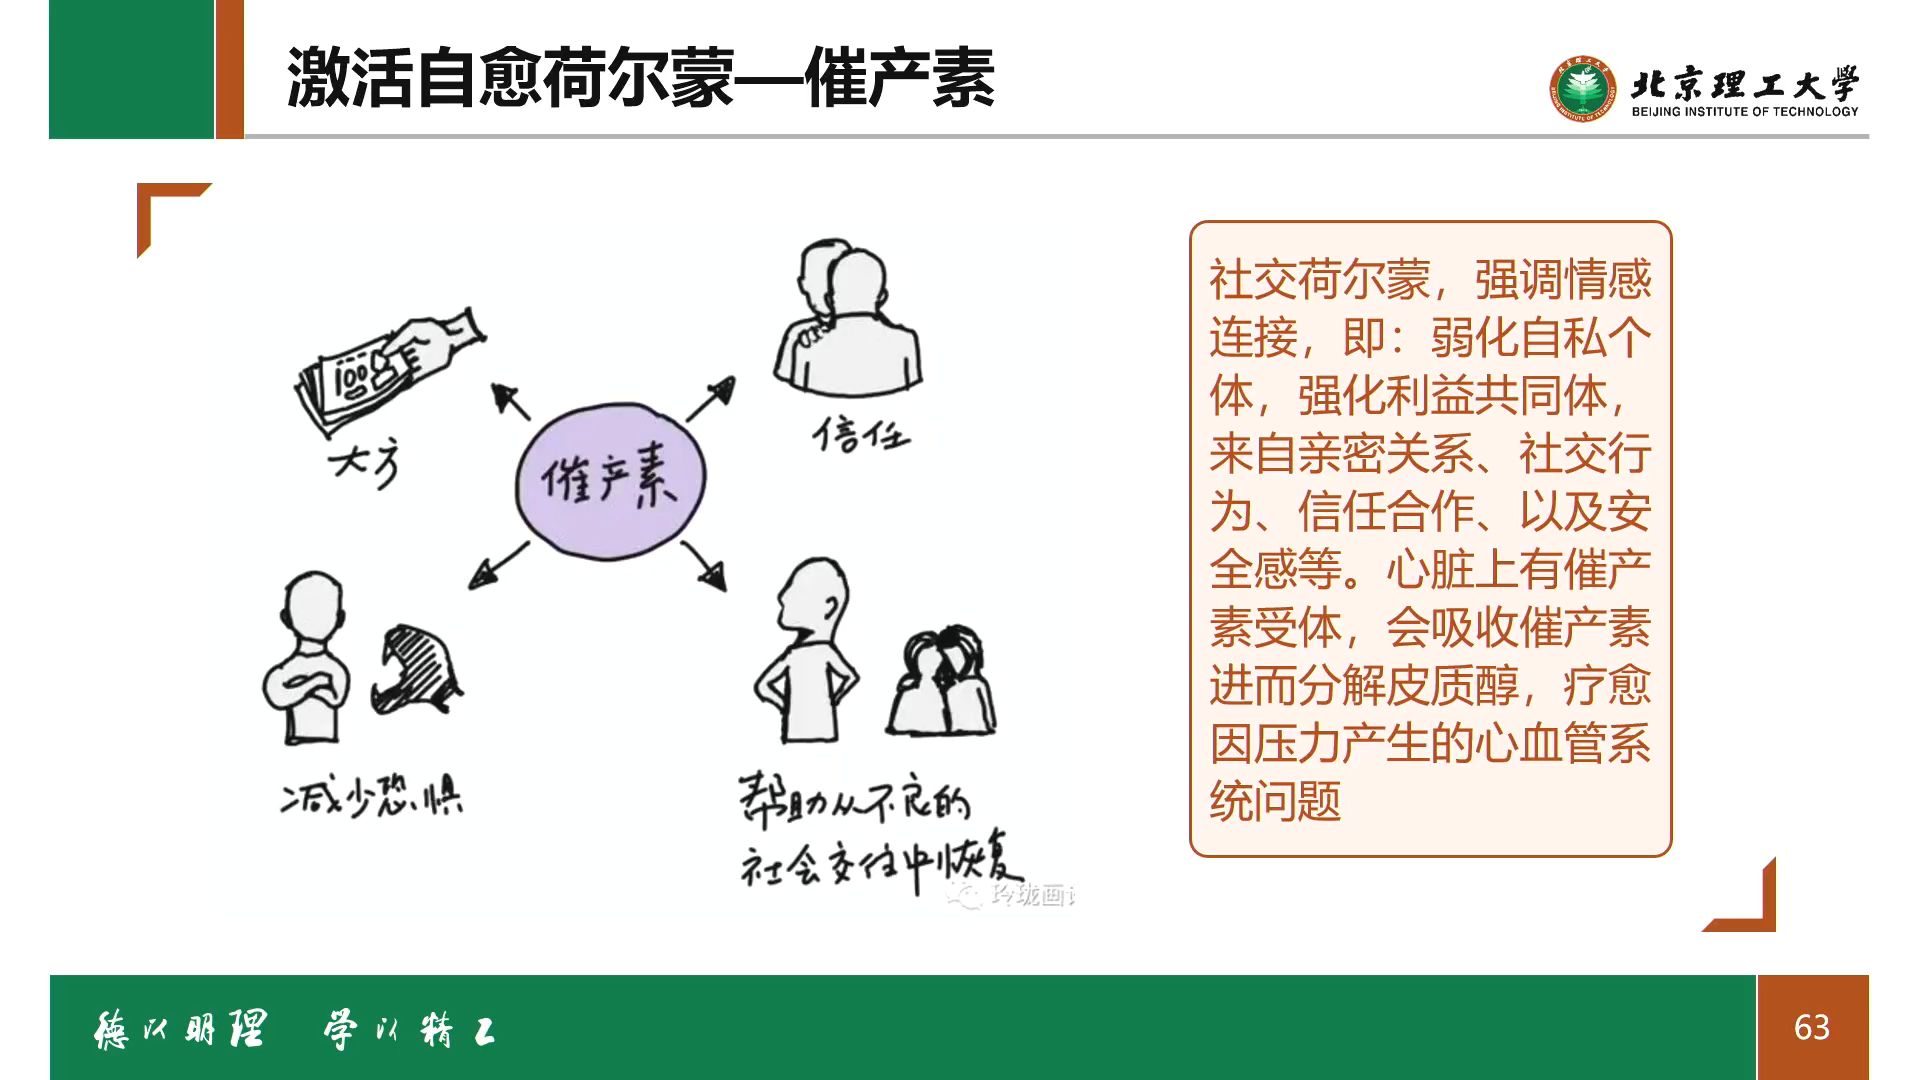 激活自愈荷尔蒙—催产素
北京理工大学
BEIJING INSTITUTE OF TECHNOLOGY
100
大方
信任
催产素
减少恐惧
帮助从不良的
社会交往中恢复
玲珑画
社交荷尔蒙，强调情感
连接，即：弱化自私个
体，强化利益共同体，
来自亲密关系、社交行
为、信任合作、以及安
全感等。心脏上有催产
素受体，会吸收催产素
进而分解皮质醇，疗愈
因压力产生的心血管系
统问题
德以明理 学以精工
63